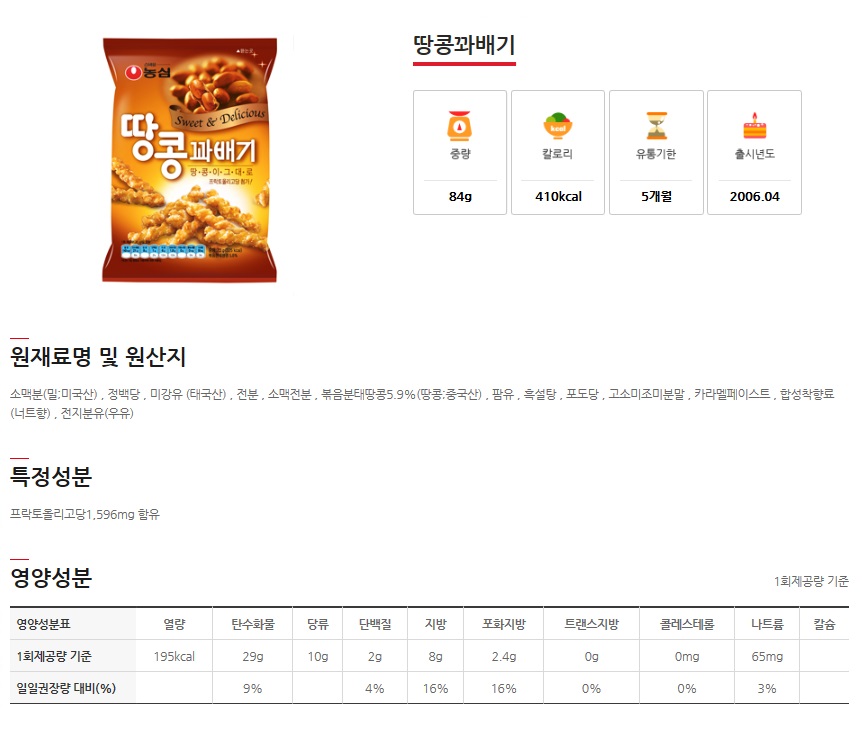 농심
Sweet & Delicious
땅콩꽈배기
땅•콩•이•그•대•로
프락토올리고당 첨가!
땅콩꽈배기
중량 칼로리 유통기한 출시년도
kcal
84g 410kcal 5개월 2006.04
원재료명 및 원산지
소맥분(밀;미국산) , 정백당 , 미강유 (태국산) , 전분 , 소맥전분 , 볶음분태땅콩5.9%(땅콩;중국산) , 팜유 , 흑설탕 , 포도당 , 고소미조미분말 , 카라멜페이스트 , 합성착향료
(너트향) , 전지분유(우유)
특정성분
프락토올리고당1,596mg 함유
영양성분
1회제공량 기준
영양성분표 열량 탄수화물 당류 단백질 지방 포화지방 트랜스지방 콜레스테롤 나트륨 칼슘
1회제공량 기준 195kcal 29g 10g 2g 8g 2.4g 0g 0mg 65mg
일일권장량 대비(%) 9% 4% 16% 16% 0% 0% 3%